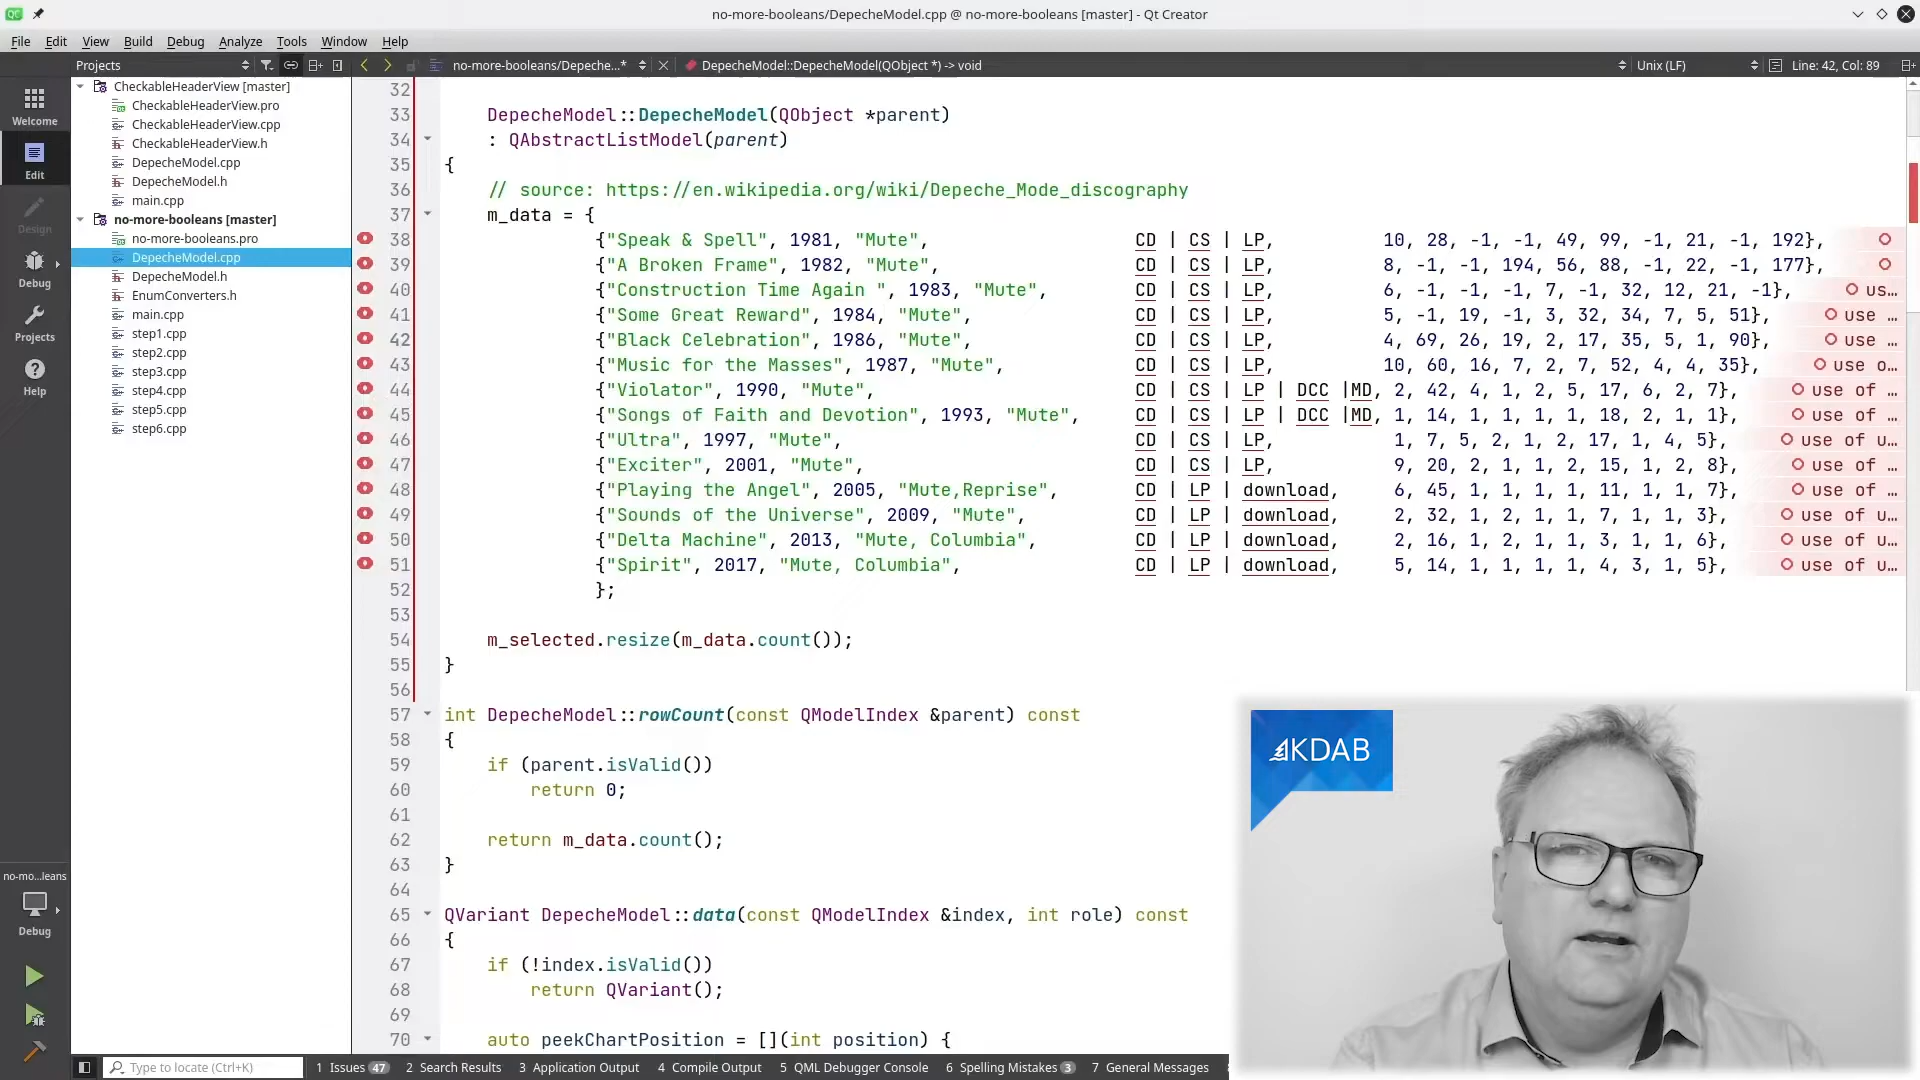 no-more-booleans/DepecheModel.cpp @ no-more-booleans [master] - Qt Creator
File Edit View Build Debug Analyze Tools Window Help
Projects
no-more-booleans/Depeche...*
DepecheModel::DepecheModel(QObject *) -> void
Unix (LF)
Line: 42, Col: 89
Welcome
Edit
Design
Debug
Projects
Help
no-mo...leans
Debug
CheckableHeaderView [master]
CheckableHeaderView.pro
CheckableHeaderView.cpp
CheckableHeaderView.h
DepecheModel.cpp
DepecheModel.h
main.cpp
no-more-booleans [master]
no-more-booleans.pro
DepecheModel.cpp
DepecheModel.h
EnumConverters.h
main.cpp
step1.cpp
step2.cpp
step3.cpp
step4.cpp
step5.cpp
step6.cpp
32
33 DepecheModel::DepecheModel(QObject *parent)
34 : QAbstractListModel(parent)
35 {
36 // source: https://en.wikipedia.org/wiki/Depeche_Mode_discography
37 m_data = {
38 {"Speak & Spell", 1981, "Mute", CD | CS | LP, 10, 28, -1, -1, 49, 99, -1, 21, -1, 192},
39 {"A Broken Frame", 1982, "Mute", CD | CS | LP, 8, -1, -1, 194, 56, 88, -1, 22, -1, 177},
40 {"Construction Time Again ", 1983, "Mute", CD | CS | LP, 6, -1, -1, -1, 7, -1, 32, 12, 21, -1}, us…
41 {"Some Great Reward", 1984, "Mute", CD | CS | LP, 5, -1, 19, -1, 3, 32, 34, 7, 5, 51}, use …
42 {"Black Celebration", 1986, "Mute", CD | CS | LP, 4, 69, 26, 19, 2, 17, 35, 5, 1, 90}, use …
43 {"Music for the Masses", 1987, "Mute", CD | CS | LP, 10, 60, 16, 7, 2, 7, 52, 4, 4, 35}, use o…
44 {"Violator", 1990, "Mute", CD | CS | LP | DCC |MD, 2, 42, 4, 1, 2, 5, 17, 6, 2, 7}, use of …
45 {"Songs of Faith and Devotion", 1993, "Mute", CD | CS | LP | DCC |MD, 1, 14, 1, 1, 1, 1, 18, 2, 1, 1}, use of …
46 {"Ultra", 1997, "Mute", CD | CS | LP, 1, 7, 5, 2, 1, 2, 17, 1, 4, 5}, use of u…
47 {"Exciter", 2001, "Mute", CD | CS | LP, 9, 20, 2, 1, 1, 2, 15, 1, 2, 8}, use of …
48 {"Playing the Angel", 2005, "Mute,Reprise", CD | LP | download, 6, 45, 1, 1, 1, 1, 11, 1, 1, 7}, use of …
49 {"Sounds of the Universe", 2009, "Mute", CD | LP | download, 2, 32, 1, 2, 1, 1, 7, 1, 1, 3}, use of u…
50 {"Delta Machine", 2013, "Mute, Columbia", CD | LP | download, 2, 16, 1, 2, 1, 1, 3, 1, 1, 6}, use of u…
51 {"Spirit", 2017, "Mute, Columbia", CD | LP | download, 5, 14, 1, 1, 1, 1, 4, 3, 1, 5}, use of u…
52 };
53
54 m_selected.resize(m_data.count());
55 }
56
57 int DepecheModel::rowCount(const QModelIndex &parent) const
58 {
59 if (parent.isValid())
60 return 0;
61
62 return m_data.count();
63 }
64
65 QVariant DepecheModel::data(const QModelIndex &index, int role) const
66 {
67 if (!index.isValid())
68 return QVariant();
69
70 auto peekChartPosition = [](int position) {
KDAB
Type to locate (Ctrl+K)
1 Issues 47 2 Search Results 3 Application Output 4 Compile Output 5 QML Debugger Console 6 Spelling Mistakes 3 7 General Messages